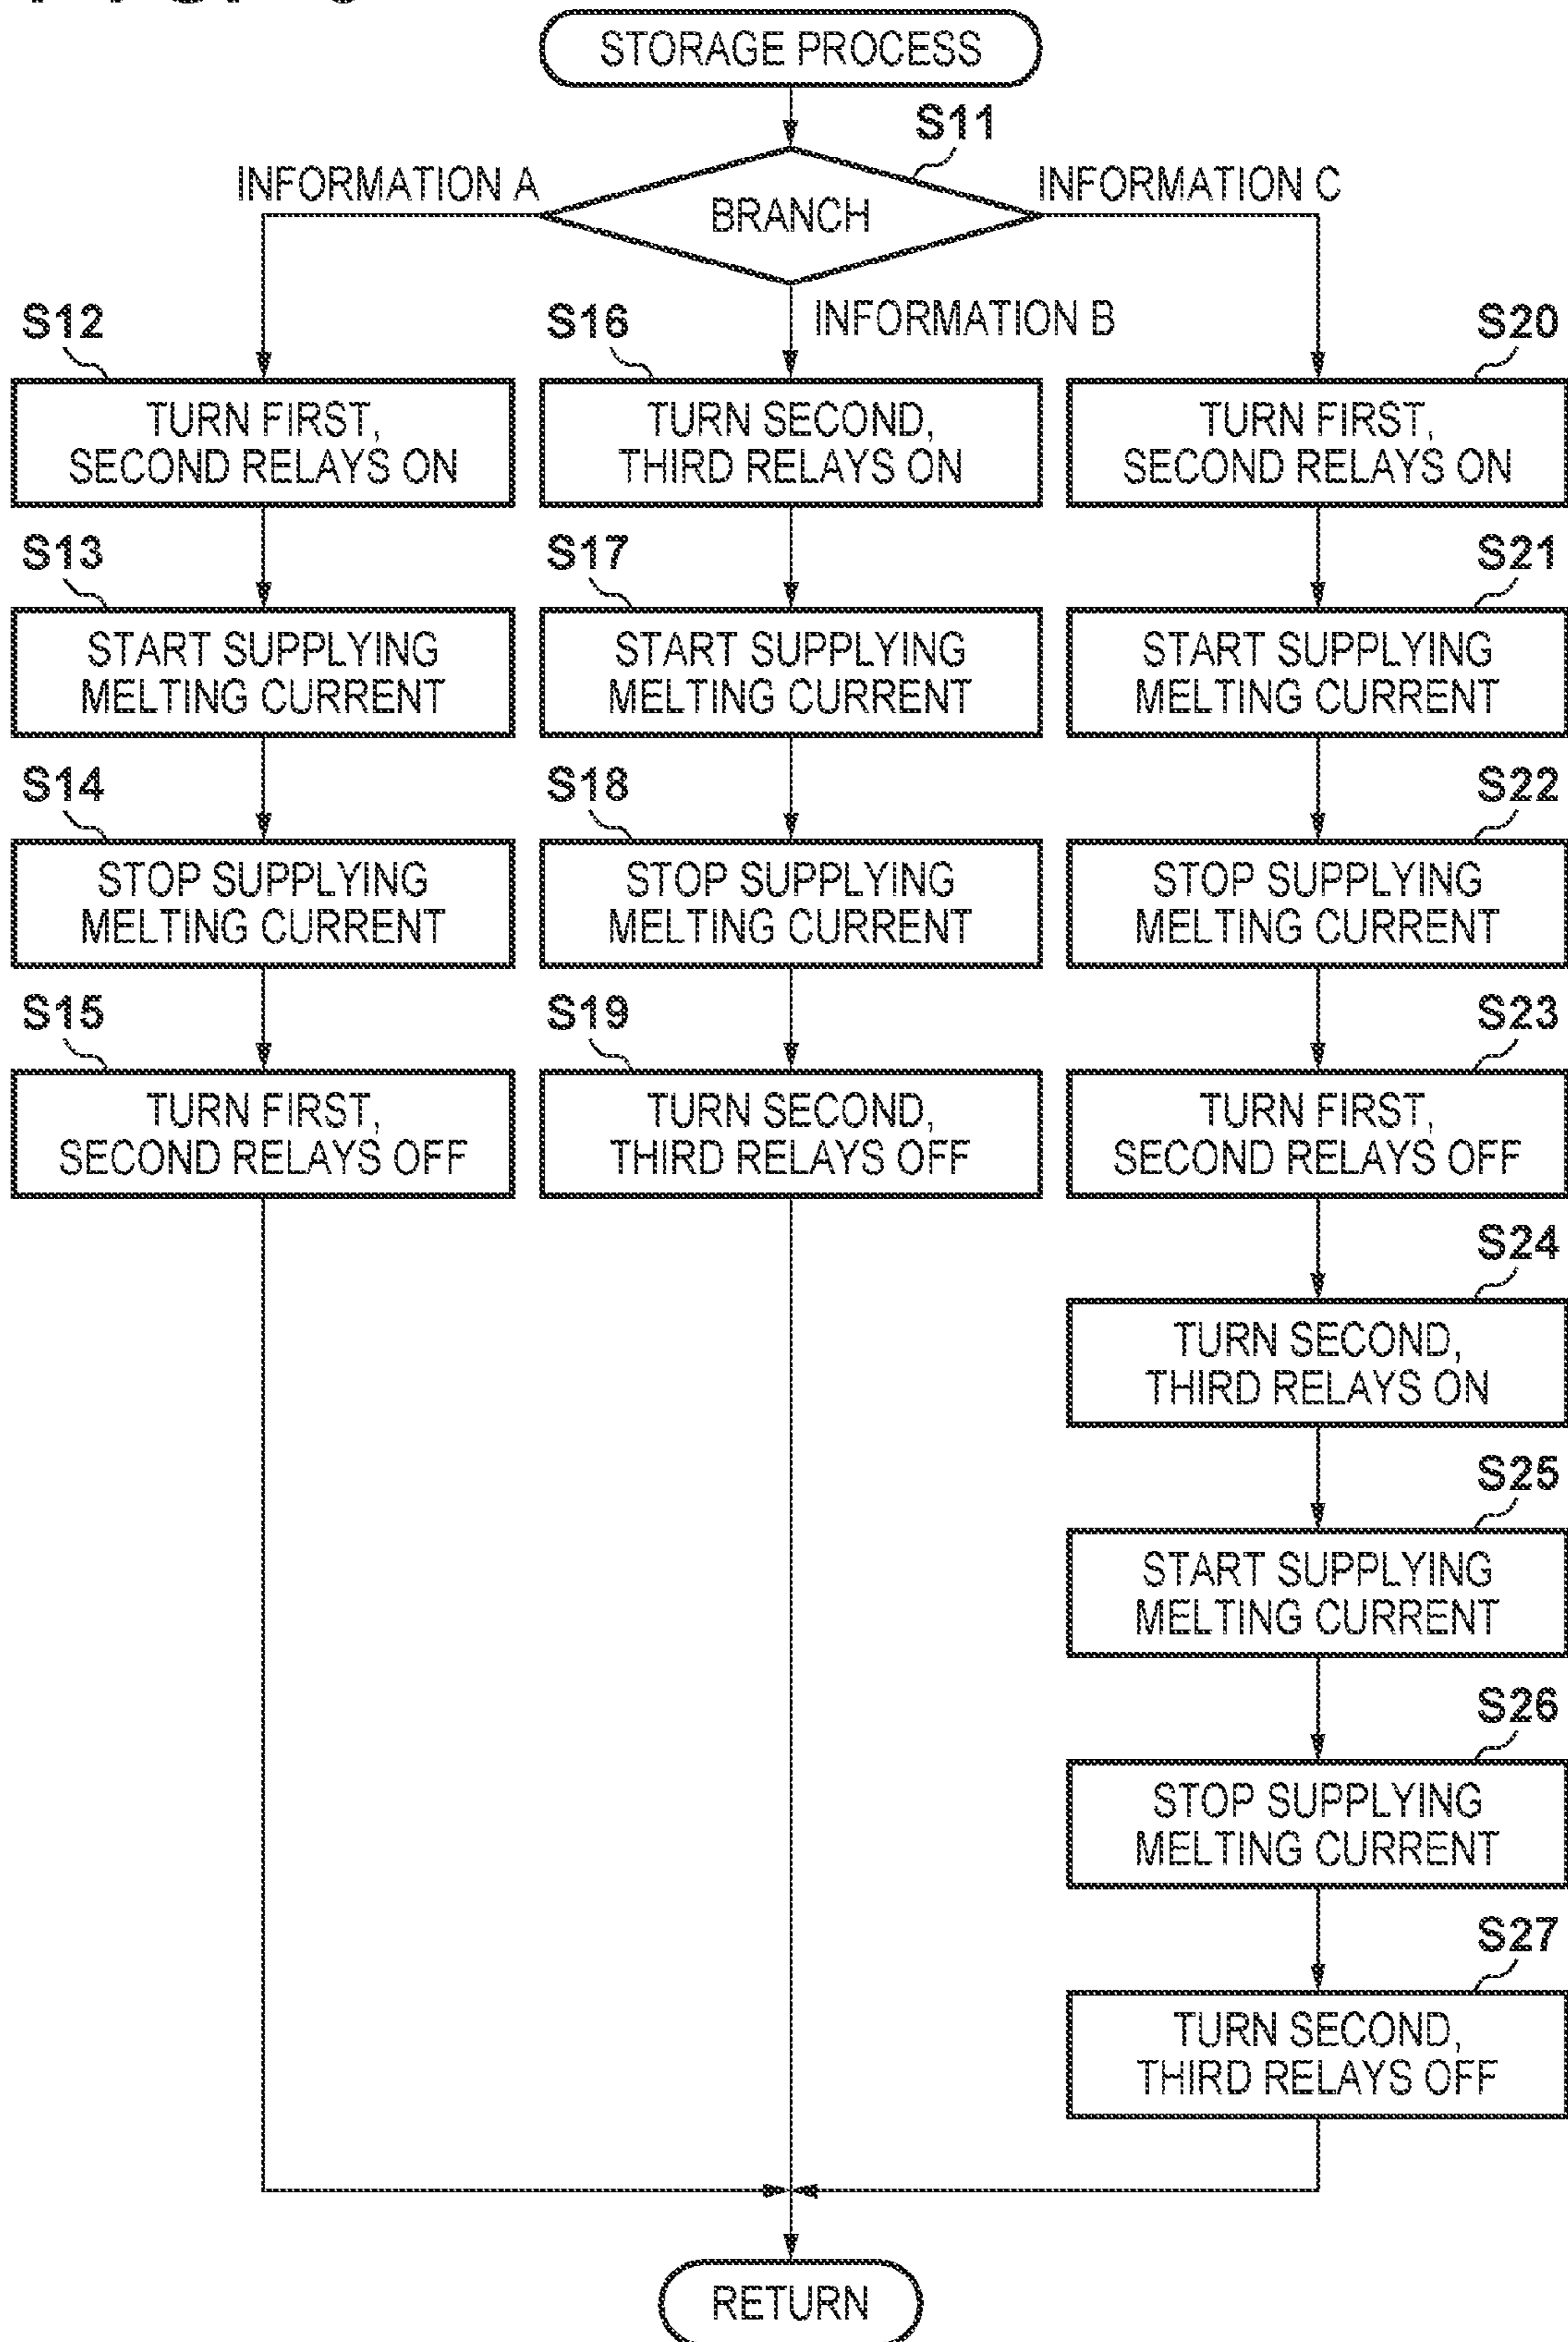 STORAGE PROCESS
S11
INFORMATION A
BRANCH
INFORMATION C
INFORMATION B
S12
TURN FIRST,
SECOND RELAYS ON
S13
START SUPPLYING
MELTING CURRENT
S14
STOP SUPPLYING
MELTING CURRENT
S15
TURN FIRST,
SECOND RELAYS OFF
S16
TURN SECOND,
THIRD RELAYS ON
S17
START SUPPLYING
MELTING CURRENT
S18
STOP SUPPLYING
MELTING CURRENT
S19
TURN SECOND,
THIRD RELAYS OFF
S20
TURN FIRST,
SECOND RELAYS ON
S21
START SUPPLYING
MELTING CURRENT
S22
STOP SUPPLYING
MELTING CURRENT
S23
TURN FIRST,
SECOND RELAYS OFF
S24
TURN SECOND,
THIRD RELAYS ON
S25
START SUPPLYING
MELTING CURRENT
S26
STOP SUPPLYING
MELTING CURRENT
S27
TURN SECOND,
THIRD RELAYS OFF
RETURN